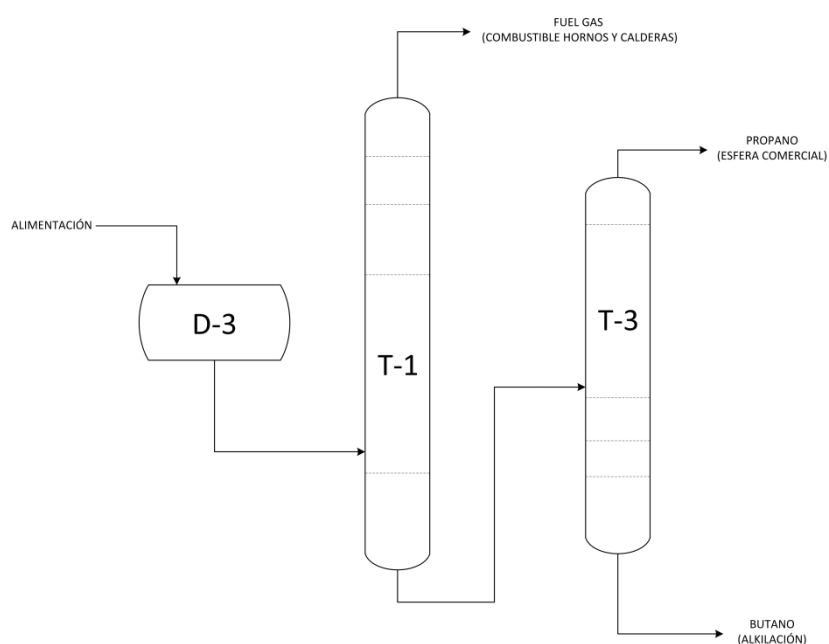 FUEL GAS
(COMBUSTIBLE HORNOS Y CALDERAS)
PROPANO
(ESFERA COMERCIAL)
ALIMENTACIÓN
D-3
T-1
T-3
BUTANO
(ALKILACIÓN)